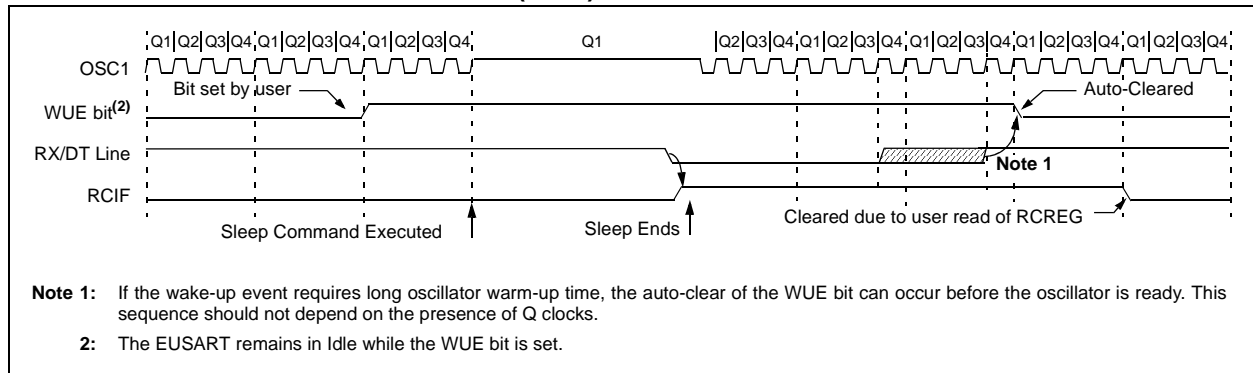 Q1 Q2 Q3 Q4 Q1 Q2 Q3 Q4 Q1 Q2 Q3 Q4 Q1 Q2 Q3 Q4 Q1 Q2 Q3 Q4 Q1 Q2 Q3 Q4 Q1 Q2 Q3 Q4 Q1 Q2 Q3 Q4
OSC1
Bit set by user
Auto-Cleared
WUE bit(2)
RX/DT Line
Note 1
RCIF
Cleared due to user read of RCREG
Sleep Command Executed
Sleep Ends
Note 1: If the wake-up event requires long oscillator warm-up time, the auto-clear of the WUE bit can occur before the oscillator is ready. This
sequence should not depend on the presence of Q clocks.
2: The EUSART remains in Idle while the WUE bit is set.